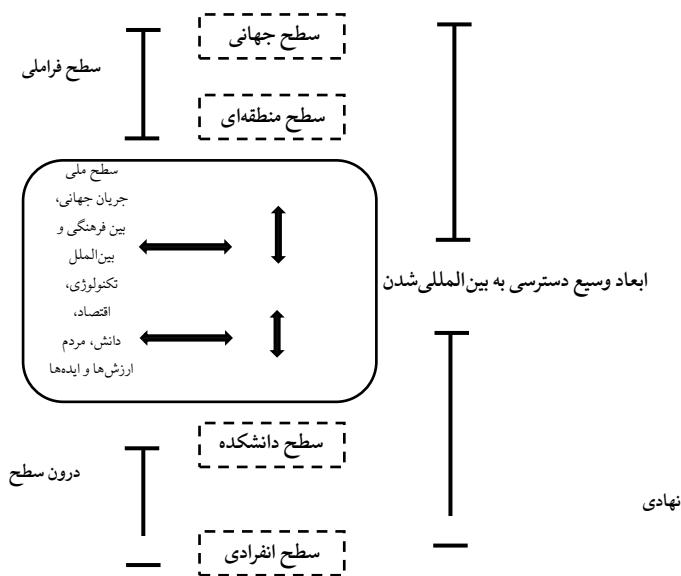 سطح جهانی
سطح فراملی
سطح منطقه‌ای
سطح ملی
جریان جهانی،
بین فرهنگی و
بین‌الملل
تکنولوژی،
اقتصاد،
دانش، مردم
ارزش‌ها و ایده‌ها
ابعاد وسیع دسترسی به بین‌المللی‌شدن
سطح دانشکده
درون سطح
نهادی
سطح انفرادی